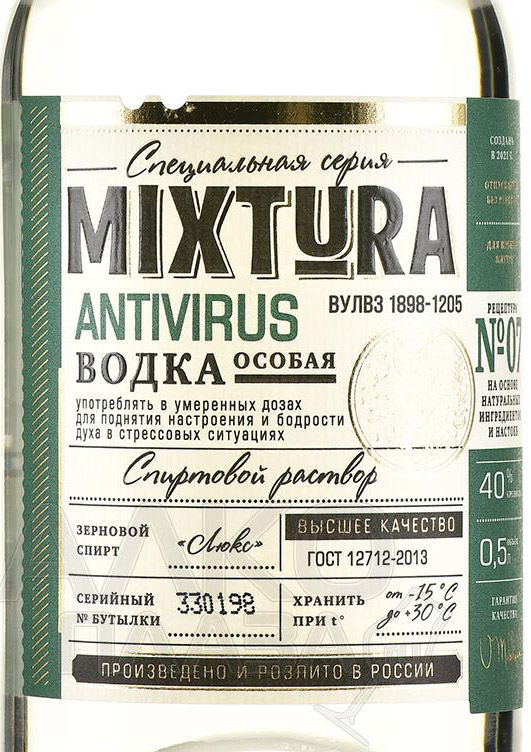 Специальная серия
MIXTURA
ANTIVIRUS
ВУЛВЗ 1898-1205
ВОДКА ОСОБАЯ
употреблять в умеренных дозах
для поднятия настроения и бодрости
духа в стрессовых ситуациях
Спиртовой раствор
ЗЕРНОВОЙ
СПИРТ
«Люкс»
ВЫСШЕЕ КАЧЕСТВО
ГОСТ 12712-2013
СЕРИЙНЫЙ
№ БУТЫЛКИ
330198
ХРАНИТЬ
ПРИ t°
от -15°C
до +30°C
ПРОИЗВЕДЕНО И РОЗЛИТО В РОССИИ
В 2021 Г.
РЕЦЕПТУРА
№07
НА ОСНОВЕ
НАТУРАЛЬНЫХ
ИНГРЕДИЕНТОВ
И НАСТОЕВ
40 %
0,5